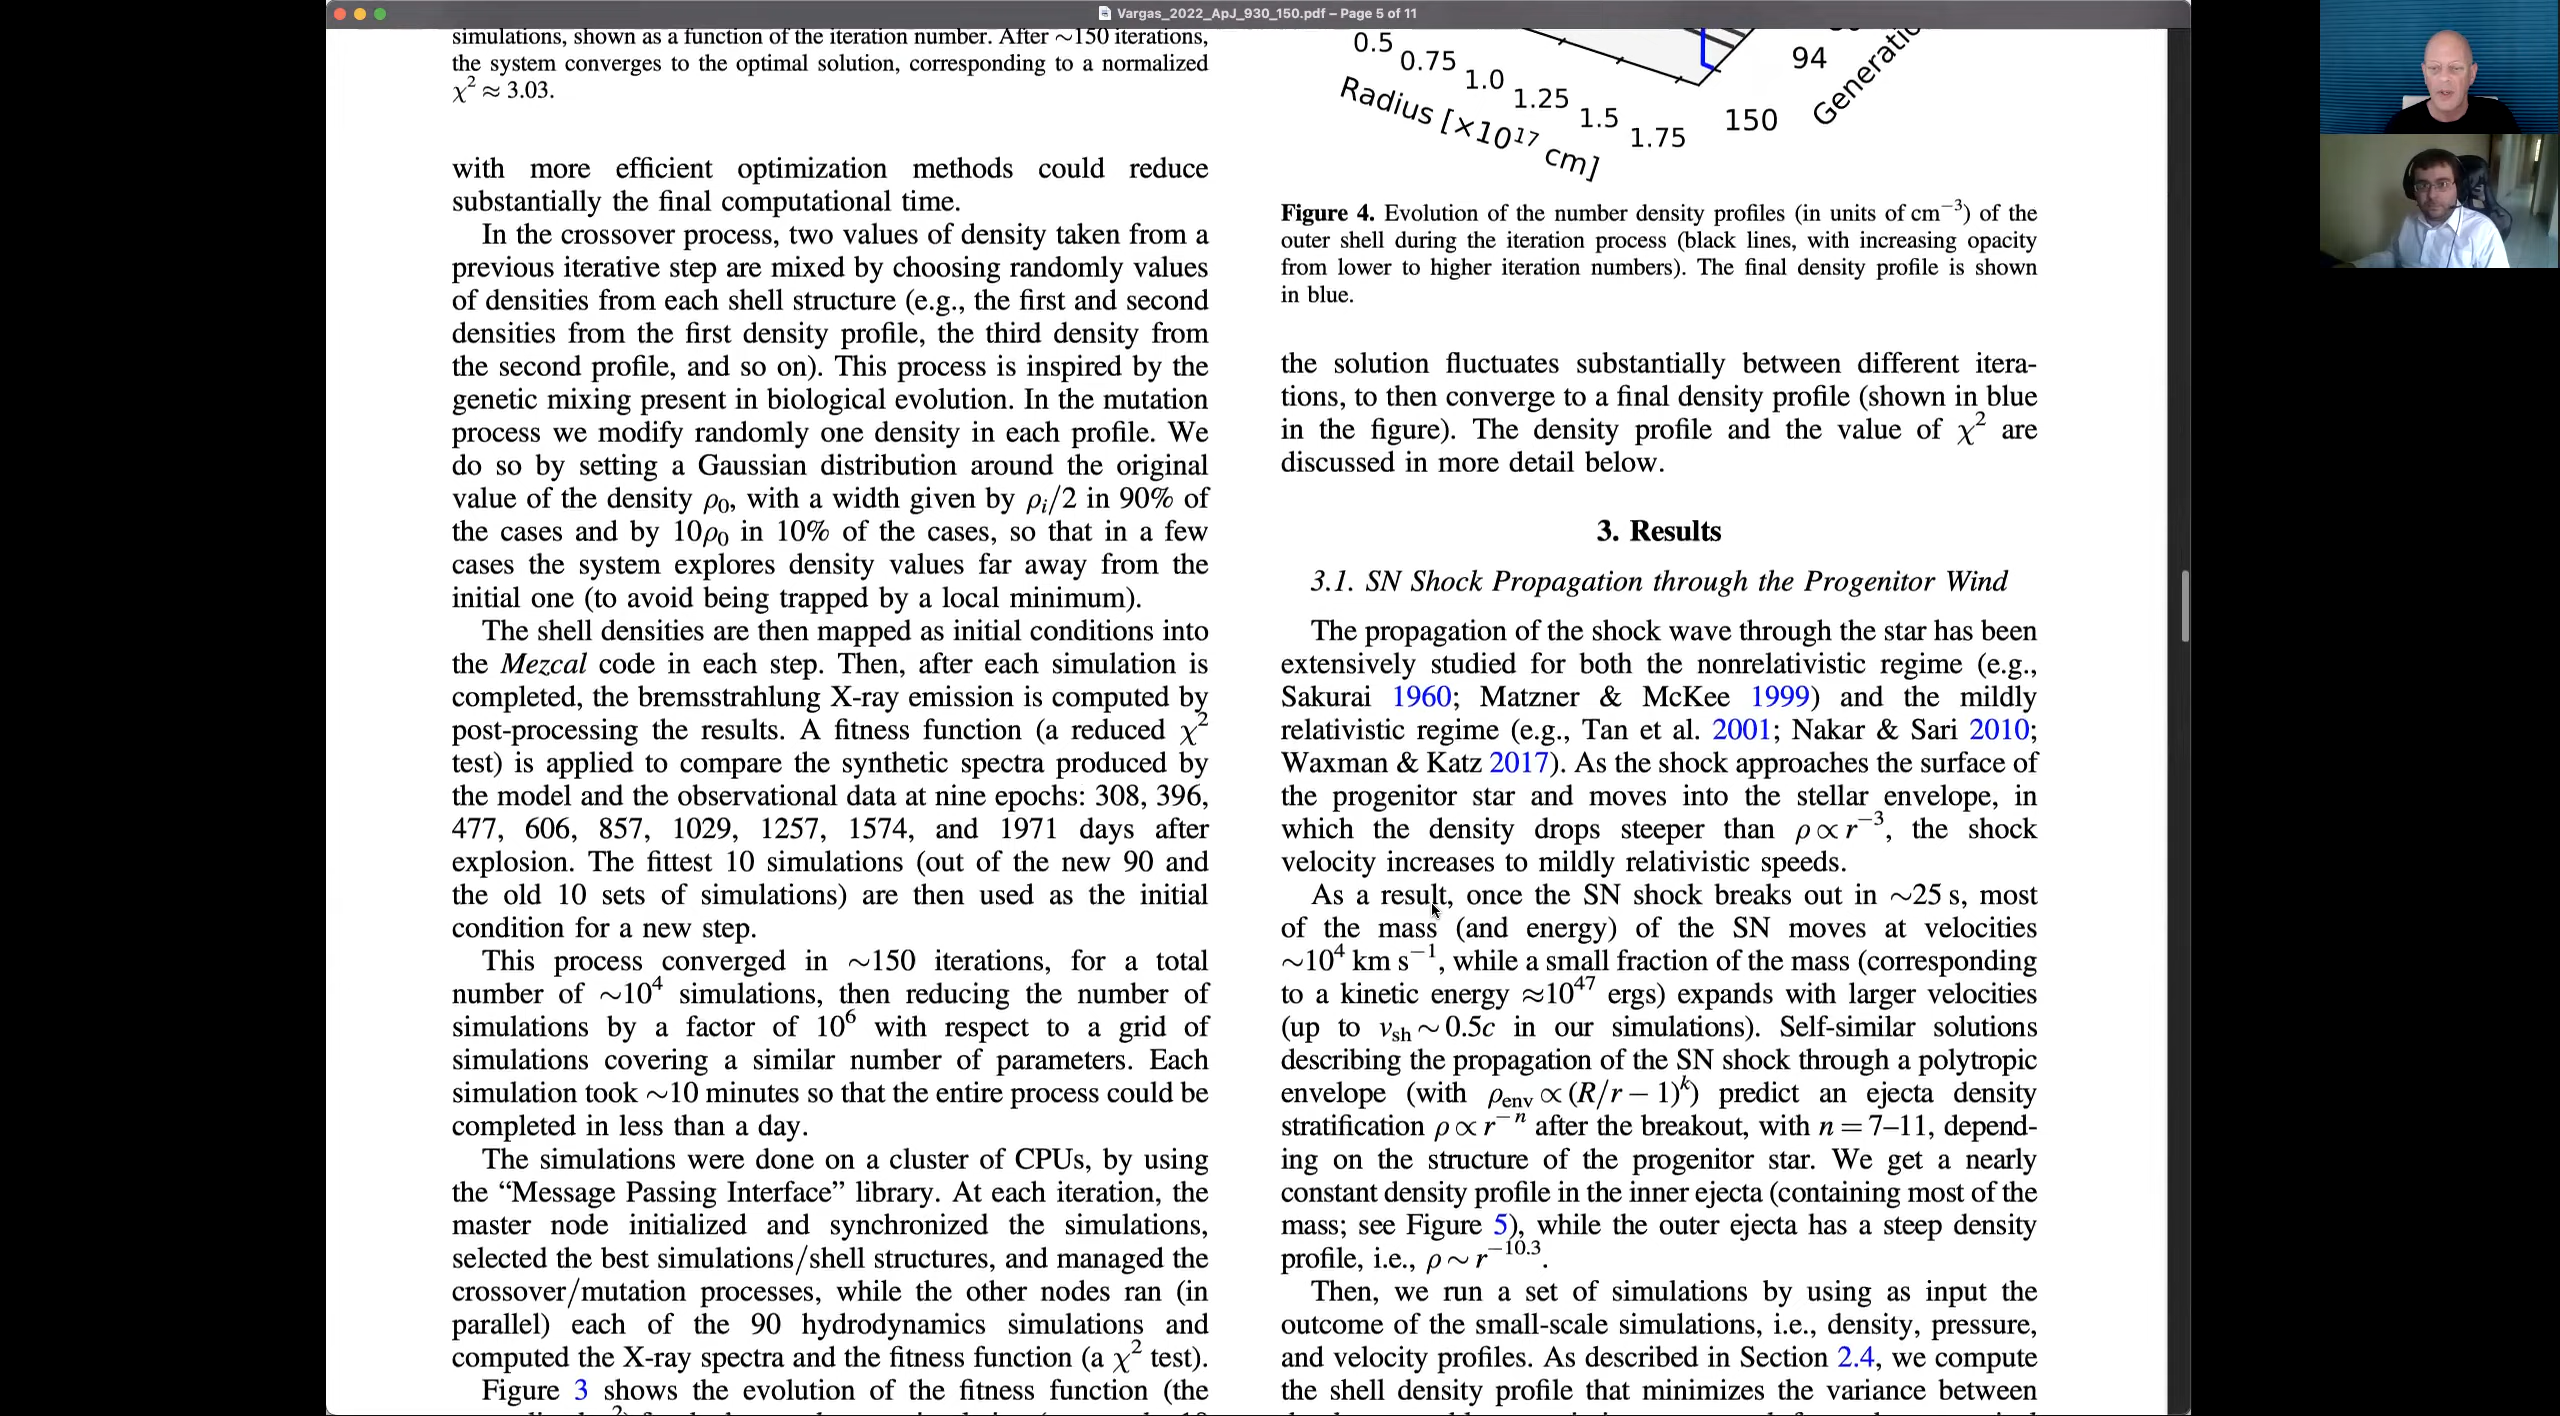 Vargas_2022_ApJ_930_150.pdf – Page 5 of 11
simulations, shown as a function of the iteration number. After ∼150 iterations,
the system converges to the optimal solution, corresponding to a normalized
χ² ≈ 3.03.
with more efficient optimization methods could reduce
substantially the final computational time.
In the crossover process, two values of density taken from a
previous iterative step are mixed by choosing randomly values
of densities from each shell structure (e.g., the first and second
densities from the first density profile, the third density from
the second profile, and so on). This process is inspired by the
genetic mixing present in biological evolution. In the mutation
process we modify randomly one density in each profile. We
do so by setting a Gaussian distribution around the original
value of the density ρ₀, with a width given by ρᵢ/2 in 90% of
the cases and by 10ρ₀ in 10% of the cases, so that in a few
cases the system explores density values far away from the
initial one (to avoid being trapped by a local minimum).
The shell densities are then mapped as initial conditions into
the Mezcal code in each step. Then, after each simulation is
completed, the bremsstrahlung X-ray emission is computed by
post-processing the results. A fitness function (a reduced χ²
test) is applied to compare the synthetic spectra produced by
the model and the observational data at nine epochs: 308, 396,
477, 606, 857, 1029, 1257, 1574, and 1971 days after
explosion. The fittest 10 simulations (out of the new 90 and
the old 10 sets of simulations) are then used as the initial
condition for a new step.
This process converged in ∼150 iterations, for a total
number of ∼10⁴ simulations, then reducing the number of
simulations by a factor of 10⁶ with respect to a grid of
simulations covering a similar number of parameters. Each
simulation took ∼10 minutes so that the entire process could be
completed in less than a day.
The simulations were done on a cluster of CPUs, by using
the “Message Passing Interface” library. At each iteration, the
master node initialized and synchronized the simulations,
selected the best simulations/shell structures, and managed the
crossover/mutation processes, while the other nodes ran (in
parallel) each of the 90 hydrodynamics simulations and
computed the X-ray spectra and the fitness function (a χ² test).
Figure 3 shows the evolution of the fitness function (the
0.5
0.75
1.0
1.25
1.5
1.75
Radius [×10¹⁷ cm]
94
150
Figure 4. Evolution of the number density profiles (in units of cm⁻³) of the
outer shell during the iteration process (black lines, with increasing opacity
from lower to higher iteration numbers). The final density profile is shown
in blue.
the solution fluctuates substantially between different itera-
tions, to then converge to a final density profile (shown in blue
in the figure). The density profile and the value of χ² are
discussed in more detail below.
3. Results
3.1. SN Shock Propagation through the Progenitor Wind
The propagation of the shock wave through the star has been
extensively studied for both the nonrelativistic regime (e.g.,
Sakurai 1960; Matzner & McKee 1999) and the mildly
relativistic regime (e.g., Tan et al. 2001; Nakar & Sari 2010;
Waxman & Katz 2017). As the shock approaches the surface of
the progenitor star and moves into the stellar envelope, in
which the density drops steeper than ρ ∝ r⁻³, the shock
velocity increases to mildly relativistic speeds.
As a result, once the SN shock breaks out in ∼25 s, most
of the mass (and energy) of the SN moves at velocities
∼10⁴ km s⁻¹, while a small fraction of the mass (corresponding
to a kinetic energy ≈10⁴⁷ ergs) expands with larger velocities
(up to v_sh ∼ 0.5c in our simulations). Self-similar solutions
describing the propagation of the SN shock through a polytropic
envelope (with ρ_env ∝ (R/r − 1)ᵏ) predict an ejecta density
stratification ρ ∝ r⁻ⁿ after the breakout, with n = 7–11, depend-
ing on the structure of the progenitor star. We get a nearly
constant density profile in the inner ejecta (containing most of the
mass; see Figure 5), while the outer ejecta has a steep density
profile, i.e., ρ ∼ r^−10.3.
Then, we run a set of simulations by using as input the
outcome of the small-scale simulations, i.e., density, pressure,
and velocity profiles. As described in Section 2.4, we compute
the shell density profile that minimizes the variance between